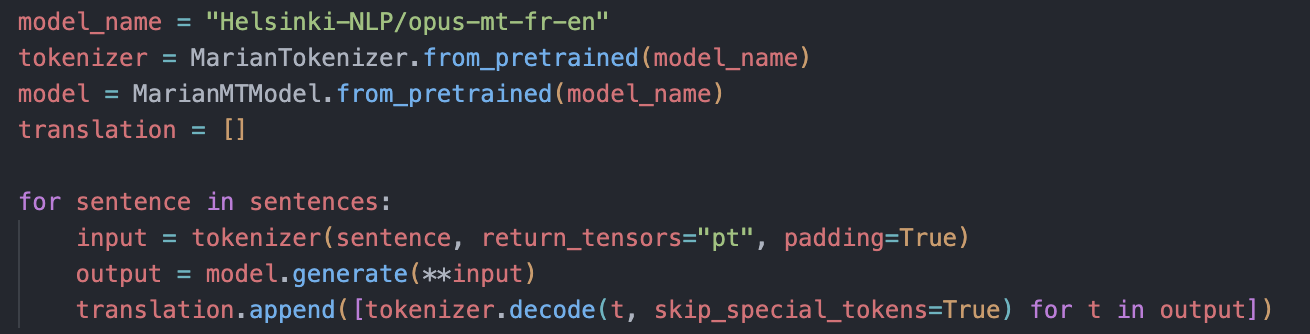 model_name = "Helsinki-NLP/opus-mt-fr-en"
tokenizer = MarianTokenizer.from_pretrained(model_name)
model = MarianMTModel.from_pretrained(model_name)
translation = []

for sentence in sentences:
    input = tokenizer(sentence, return_tensors="pt", padding=True)
    output = model.generate(**input)
    translation.append([tokenizer.decode(t, skip_special_tokens=True) for t in output])